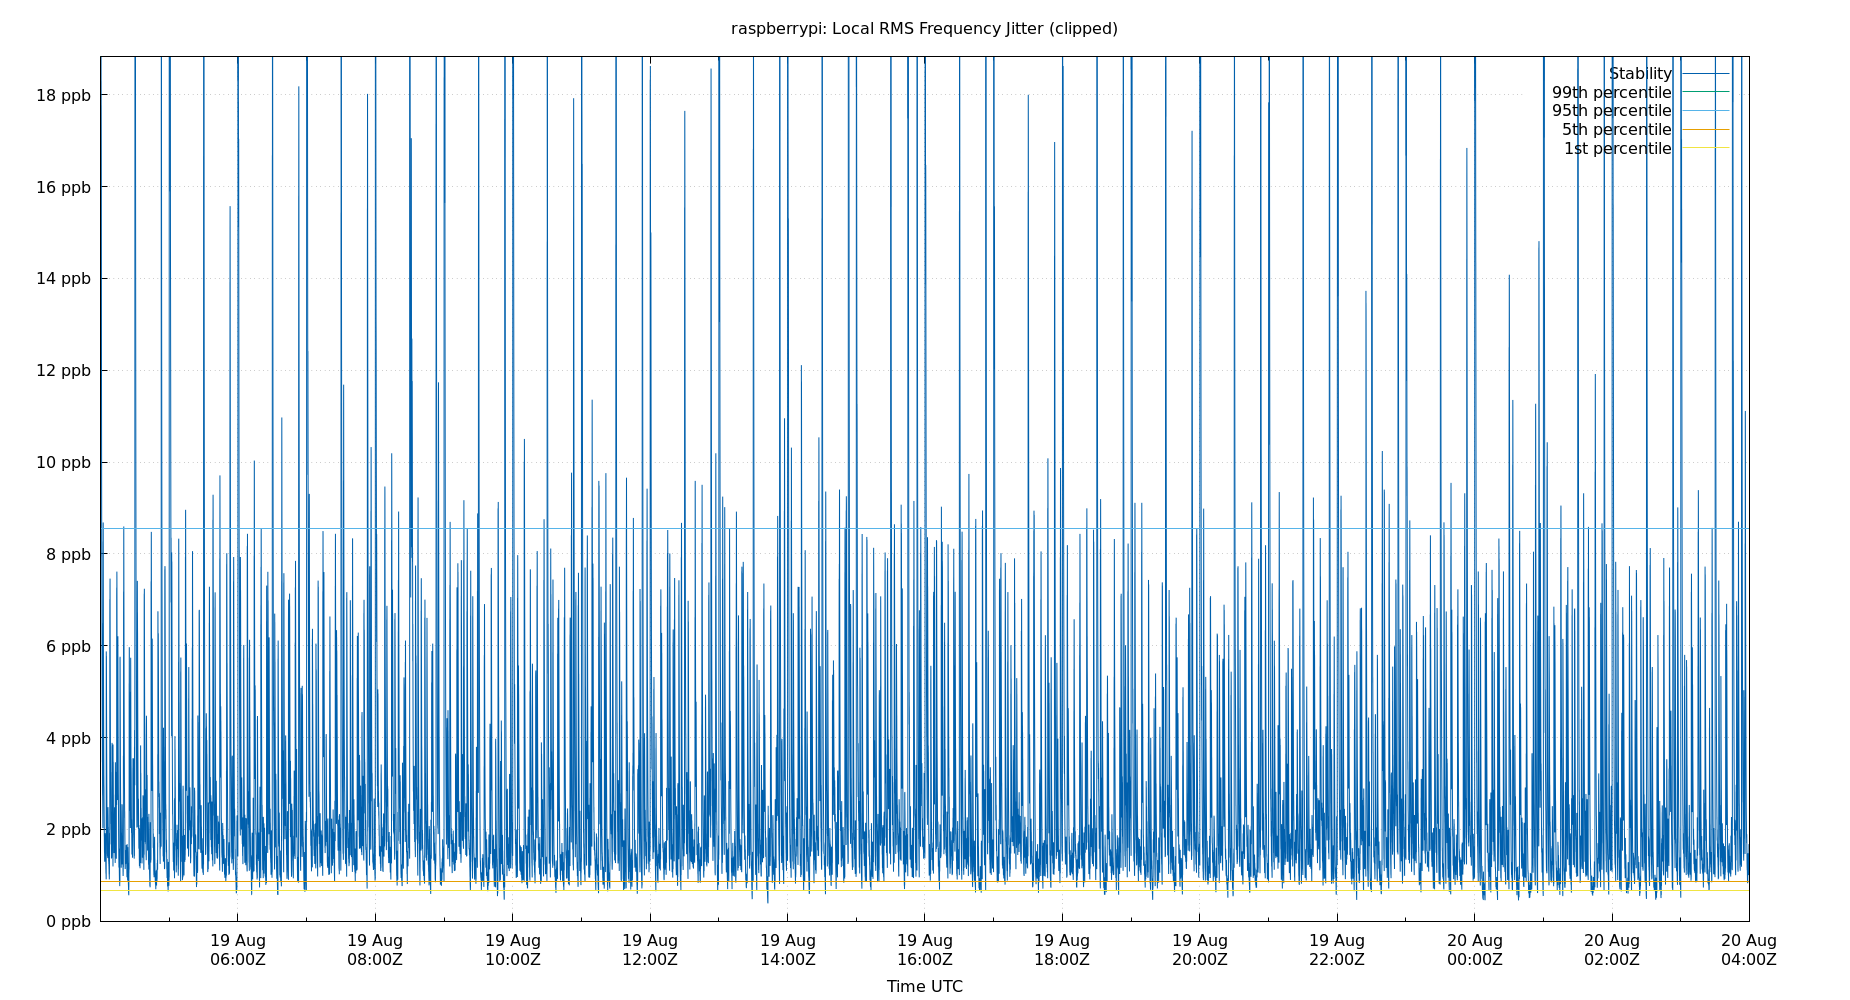 raspberrypi: Local RMS Frequency Jitter (clipped)
Stability
99th percentile
95th percentile
5th percentile
1st percentile
18 ppb
16 ppb
14 ppb
12 ppb
10 ppb
8 ppb
6 ppb
4 ppb
2 ppb
0 ppb
19 Aug 19 Aug 19 Aug 19 Aug 19 Aug 19 Aug 19 Aug 19 Aug 19 Aug 20 Aug 20 Aug 20 Aug
06:00Z 08:00Z 10:00Z 12:00Z 14:00Z 16:00Z 18:00Z 20:00Z 22:00Z 00:00Z 02:00Z 04:00Z
Time UTC